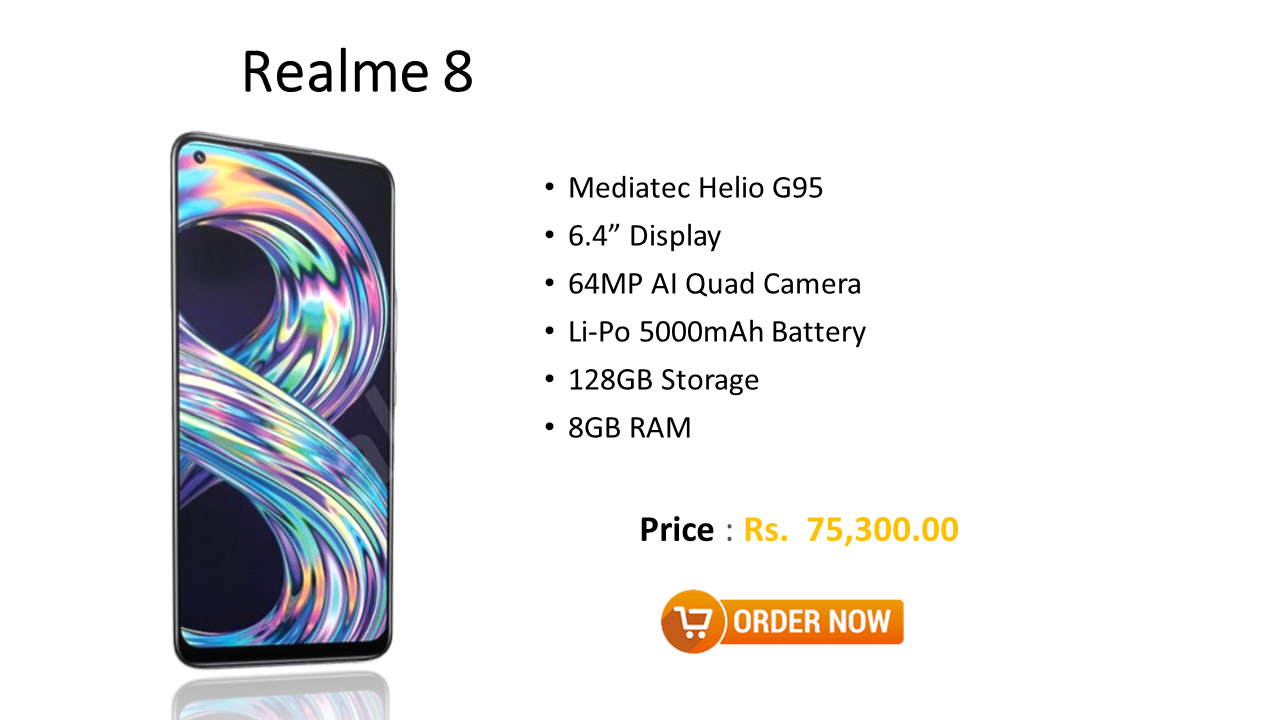 Realme 8
• Mediatec Helio G95
• 6.4” Display
• 64MP AI Quad Camera
• Li-Po 5000mAh Battery
• 128GB Storage
• 8GB RAM
Price : Rs. 75,300.00
ORDER NOW